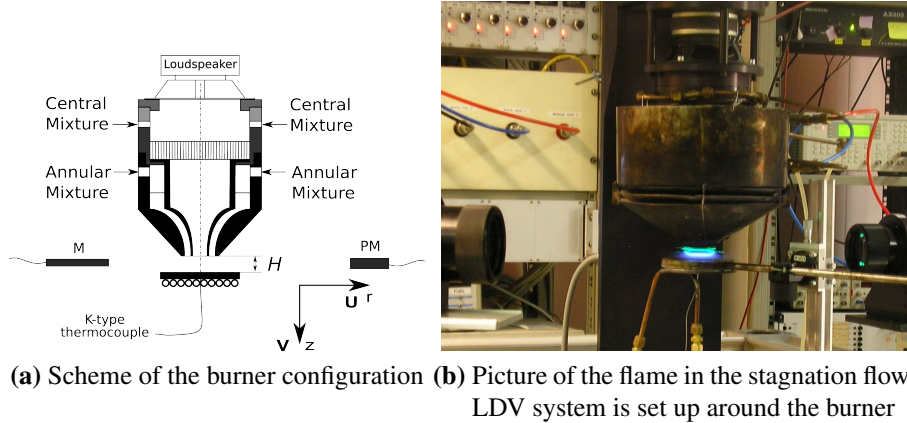 Loudspeaker
Central
Mixture
Central
Mixture
Annular
Mixture
Annular
Mixture
M
PM
H
U r
K-type
thermocouple
V z
AX600
(a) Scheme of the burner configuration
(b) Picture of the flame in the stagnation flow
LDV system is set up around the burner